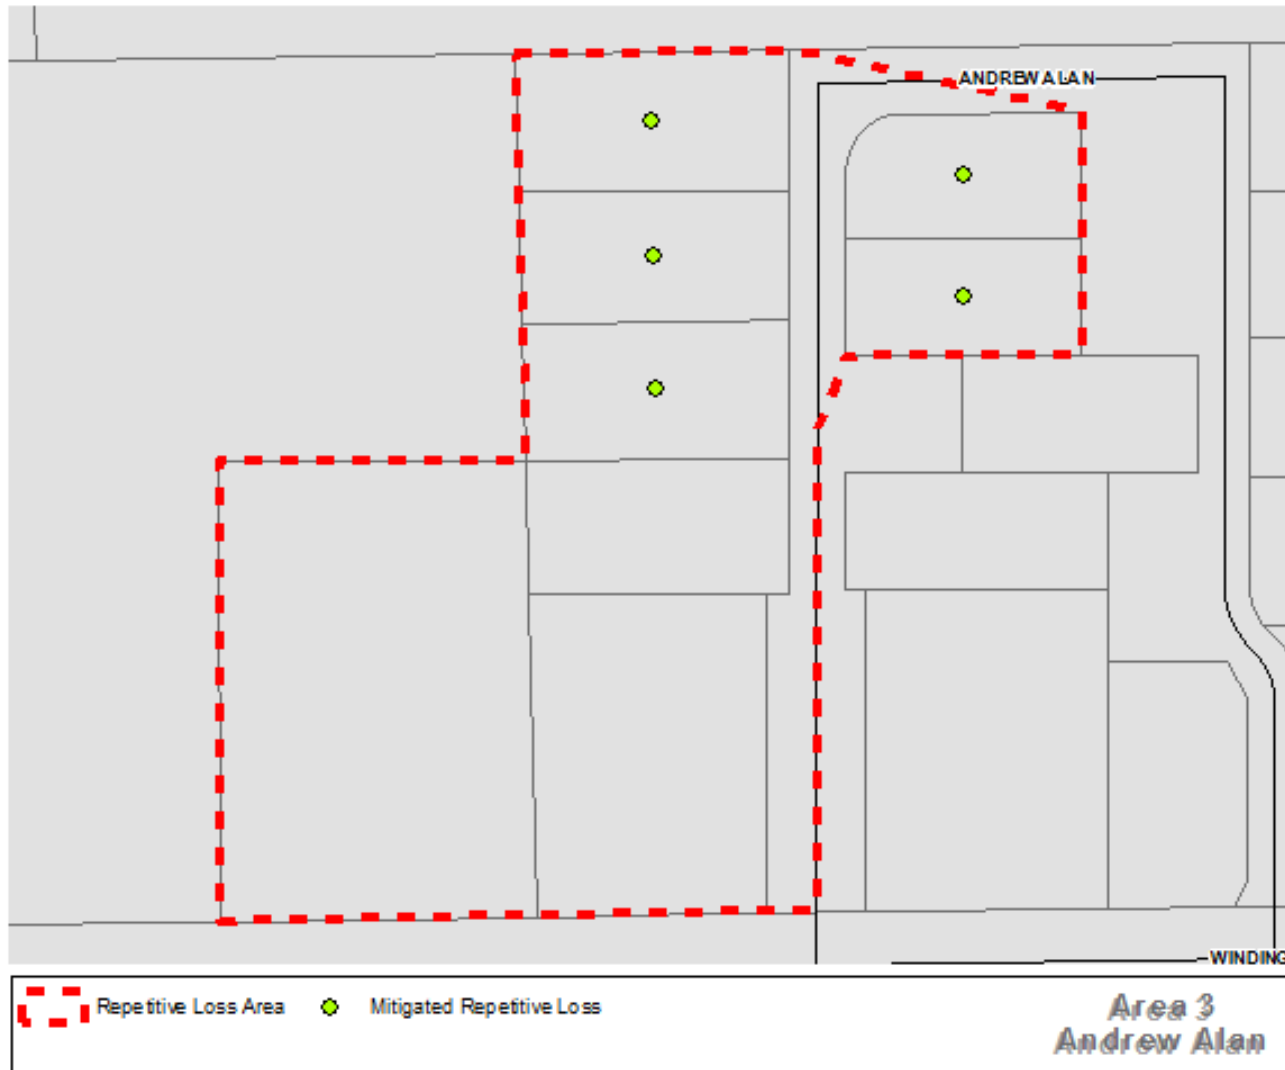 ANDREW ALAN
WINDING
Repetitive Loss Area
Mitigated Repetitive Loss
Area 3
Andrew Alan